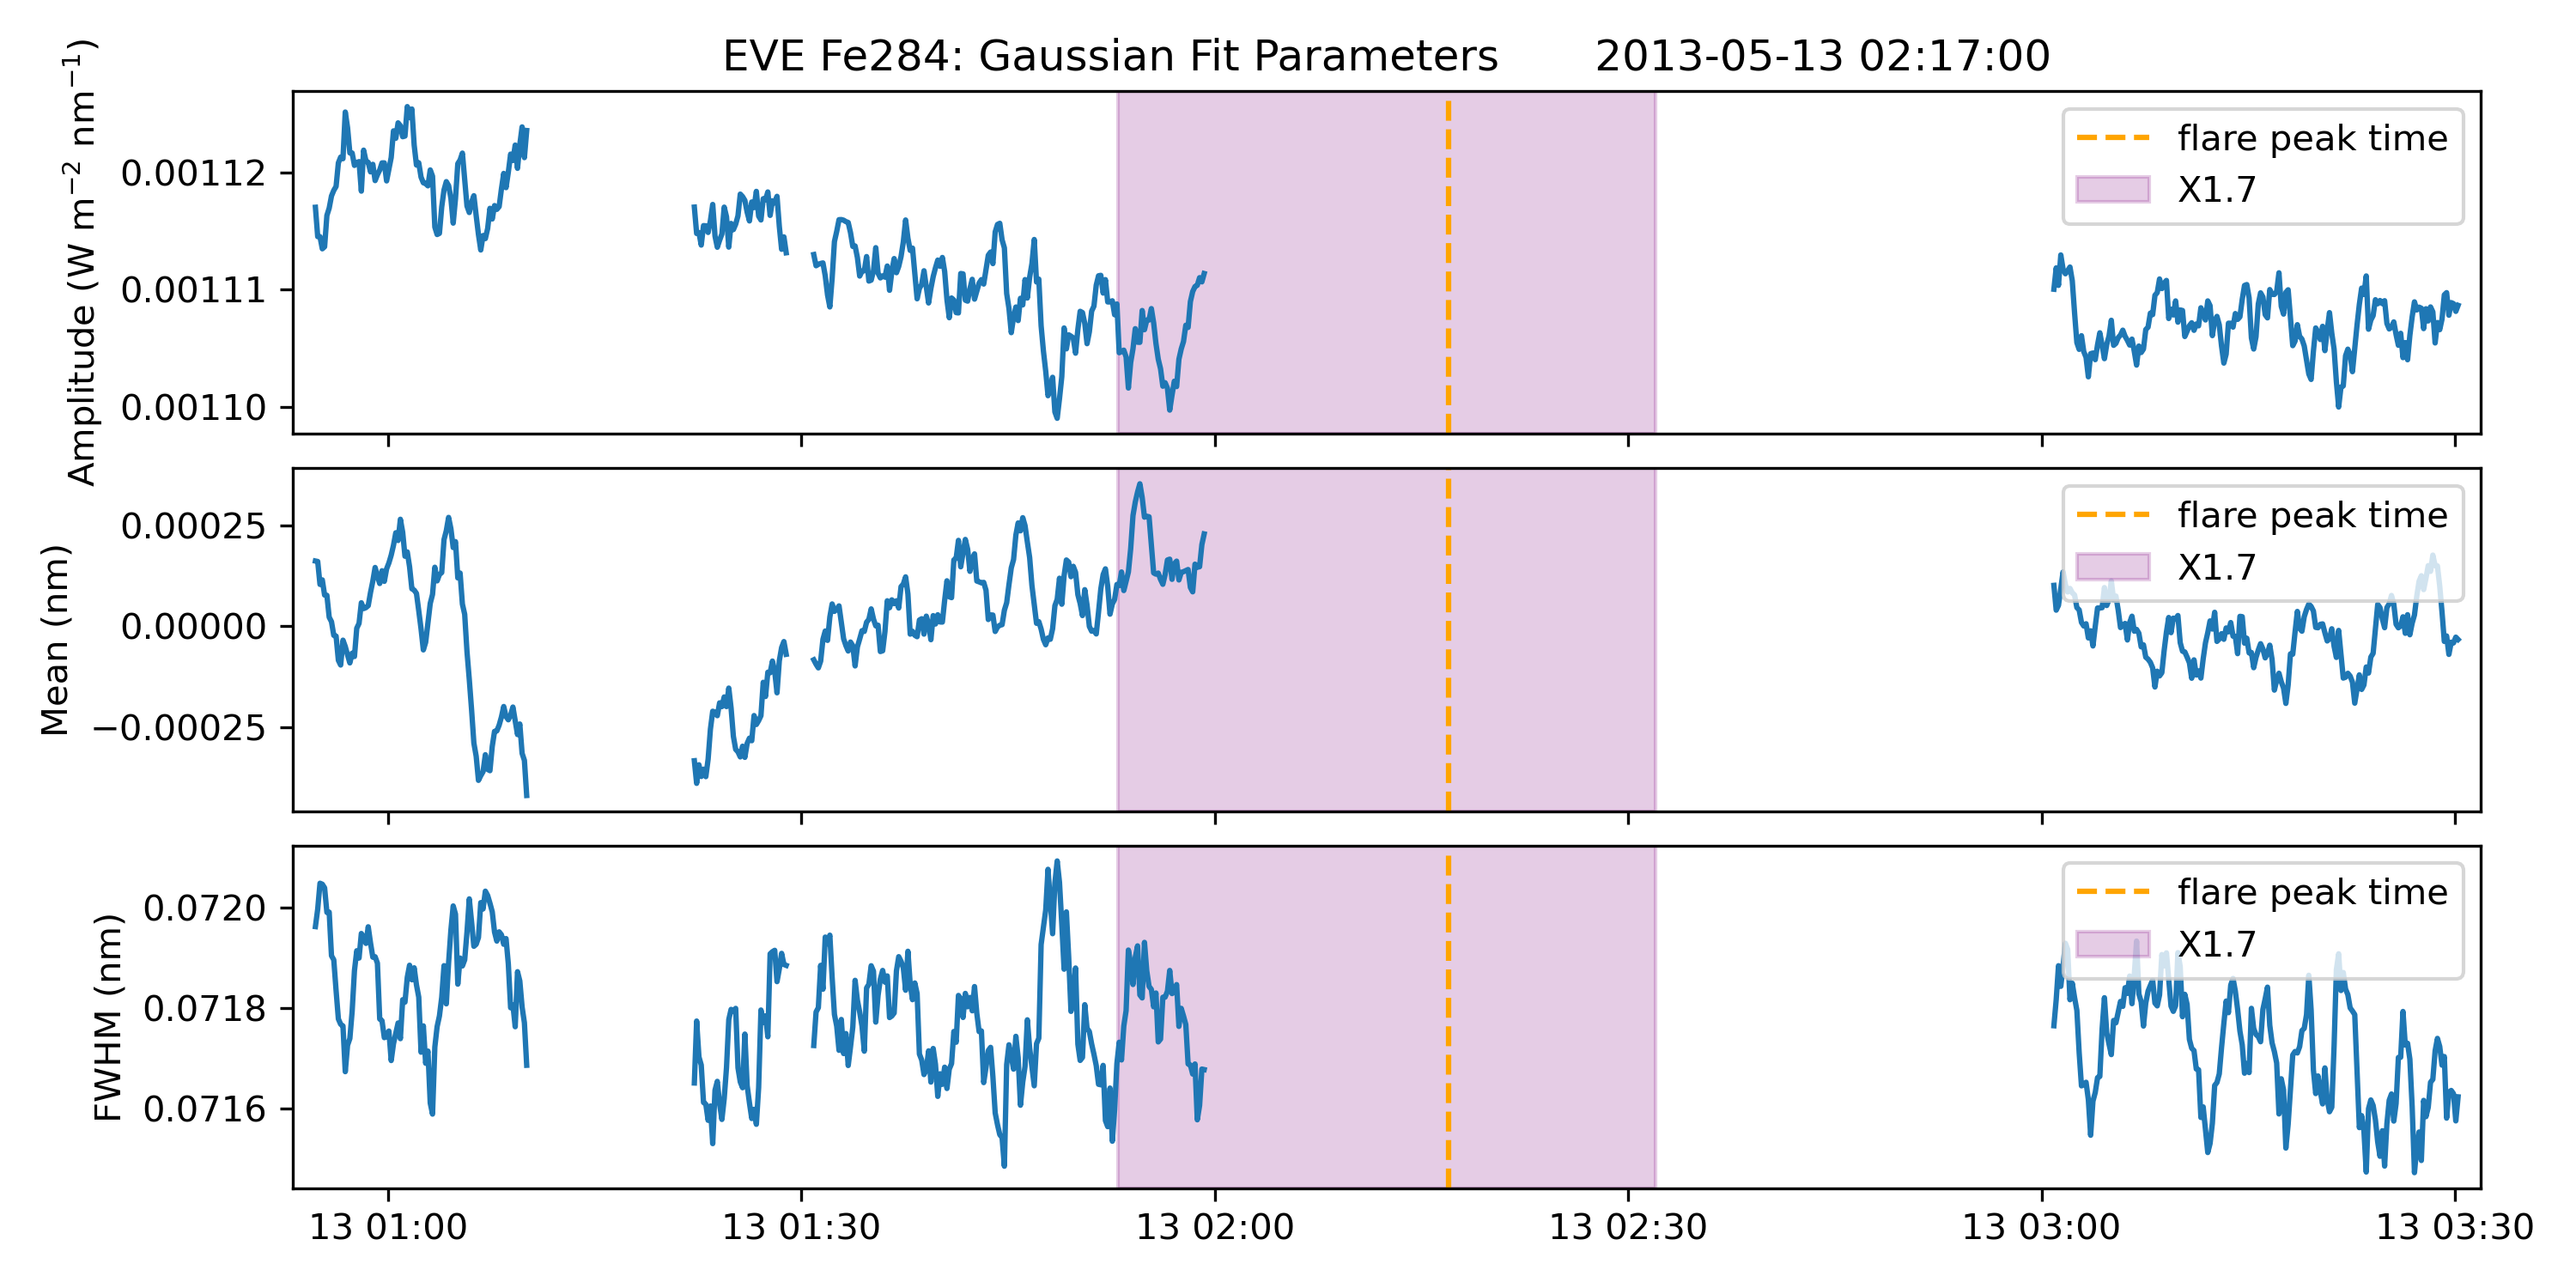 EVE Fe284: Gaussian Fit Parameters 2013-05-13 02:17:00
Amplitude (W m⁻² nm⁻¹)
0.00112
0.00111
0.00110
flare peak time
X1.7
Mean (nm)
0.00025
0.00000
−0.00025
flare peak time
X1.7
FWHM (nm)
0.0720
0.0718
0.0716
flare peak time
X1.7
13 01:00 13 01:30 13 02:00 13 02:30 13 03:00 13 03:30